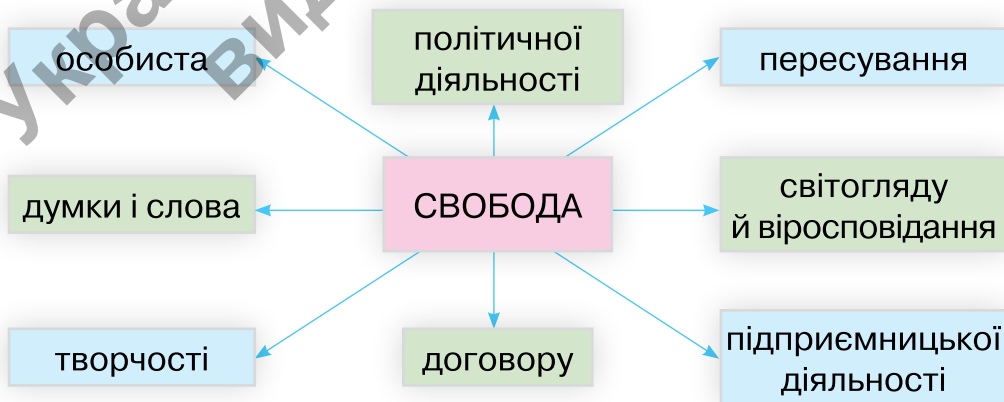 особиста
політичної
діяльності
пересування
думки і слова
СВОБОДА
світогляду
й віросповідання
творчості
договору
підприємницької
діяльності